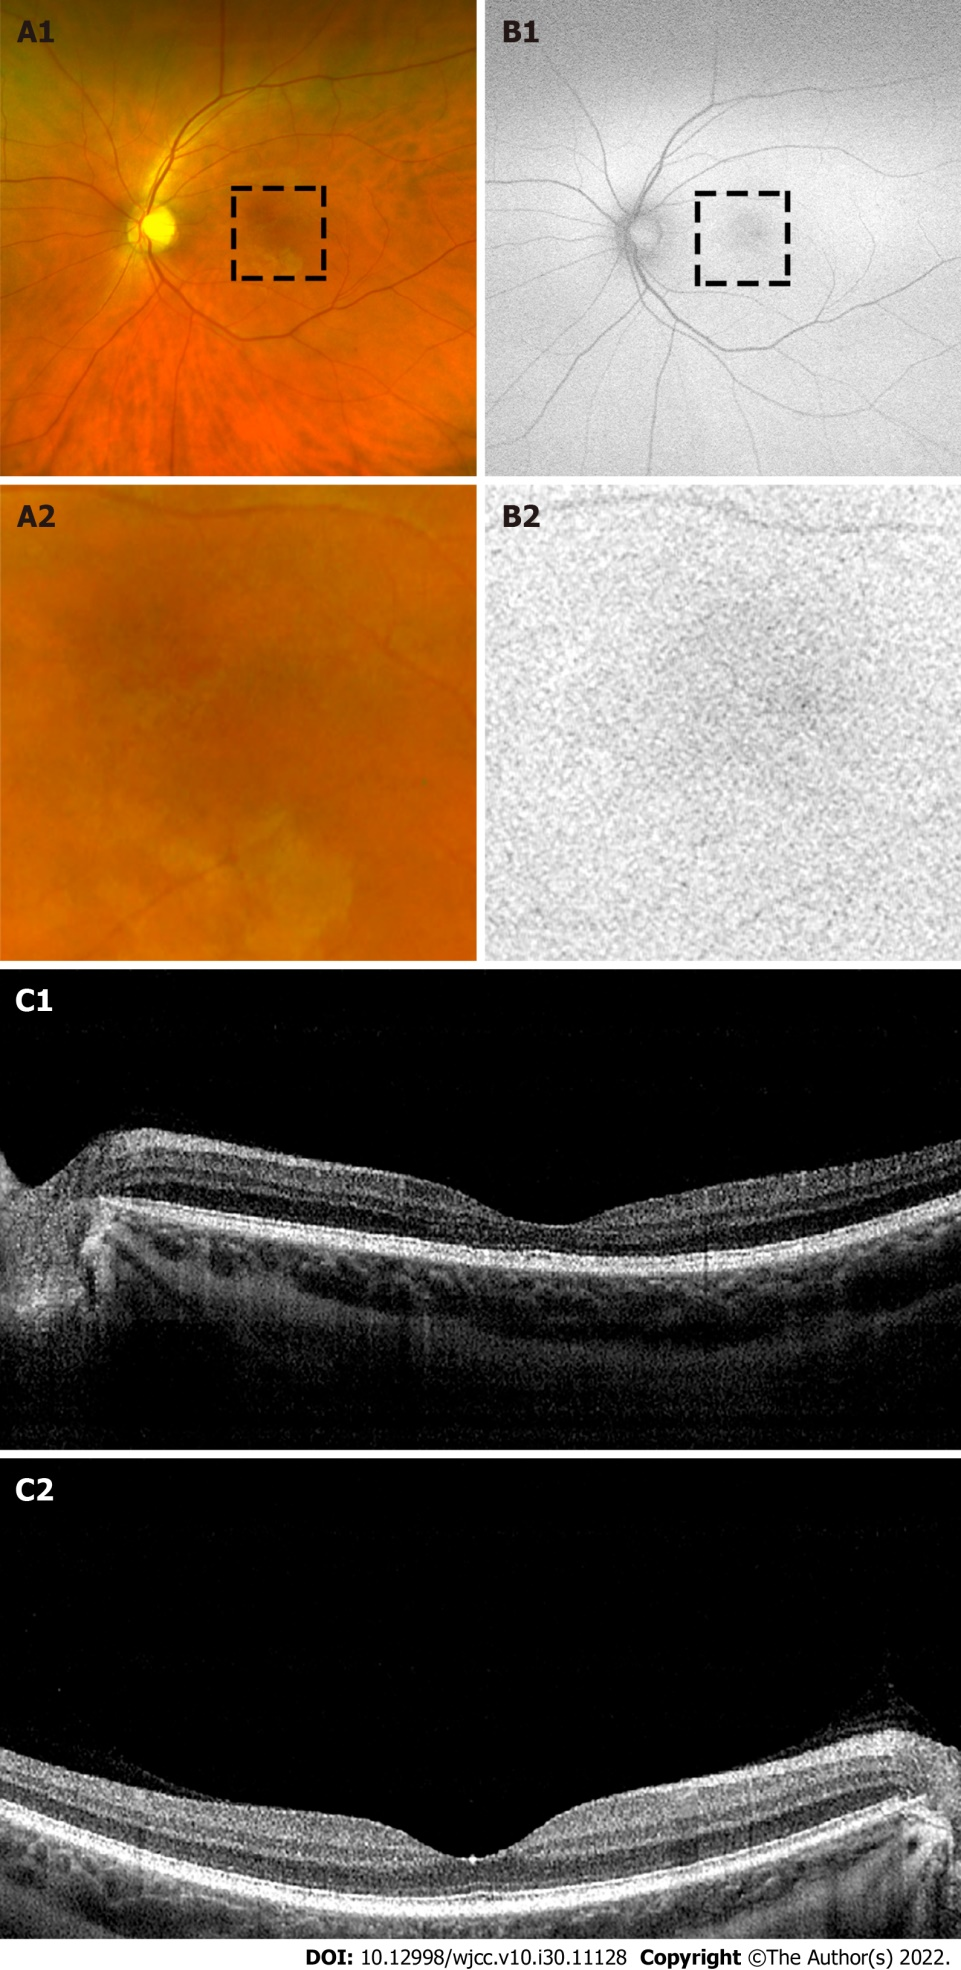 A1
B1
A2
B2
C1
C2
DOI: 10.12998/wjcc.v10.i30.11128 Copyright ©The Author(s) 2022.